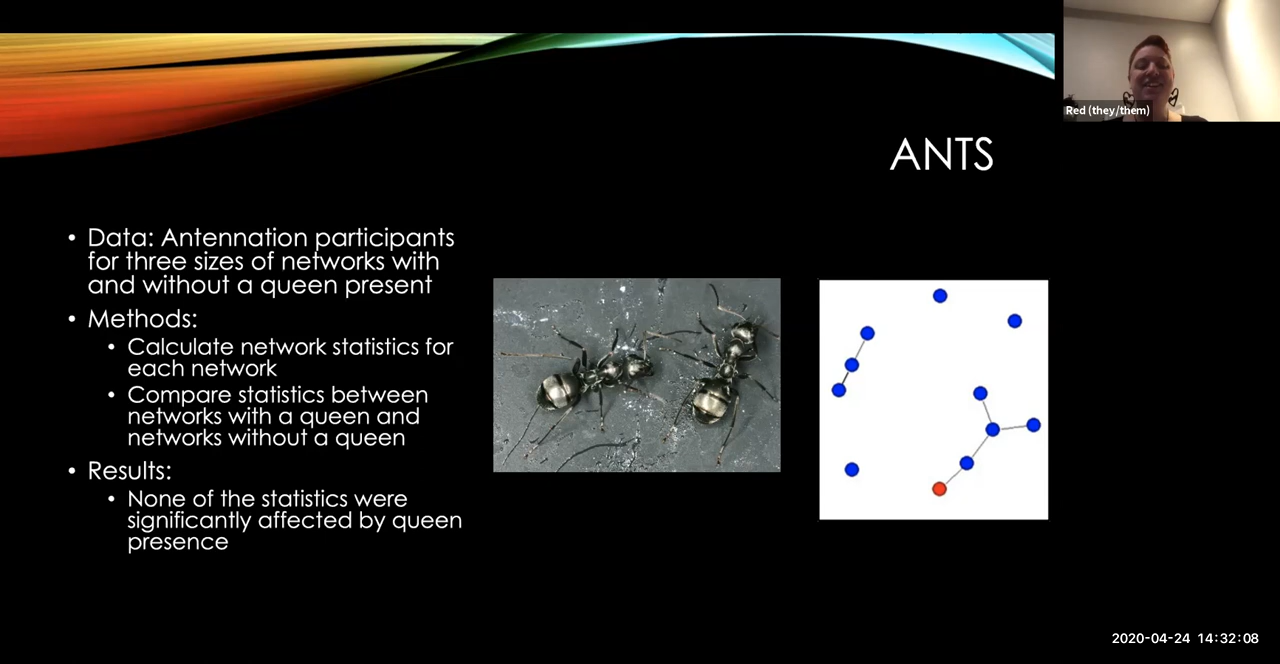 Red (they/them)
ANTS
• Data: Antennation participants
for three sizes of networks with
and without a queen present
• Methods:
• Calculate network statistics for
each network
• Compare statistics between
networks with a queen and
networks without a queen
• Results:
• None of the statistics were
significantly affected by queen
presence
2020-04-24 14:32:08